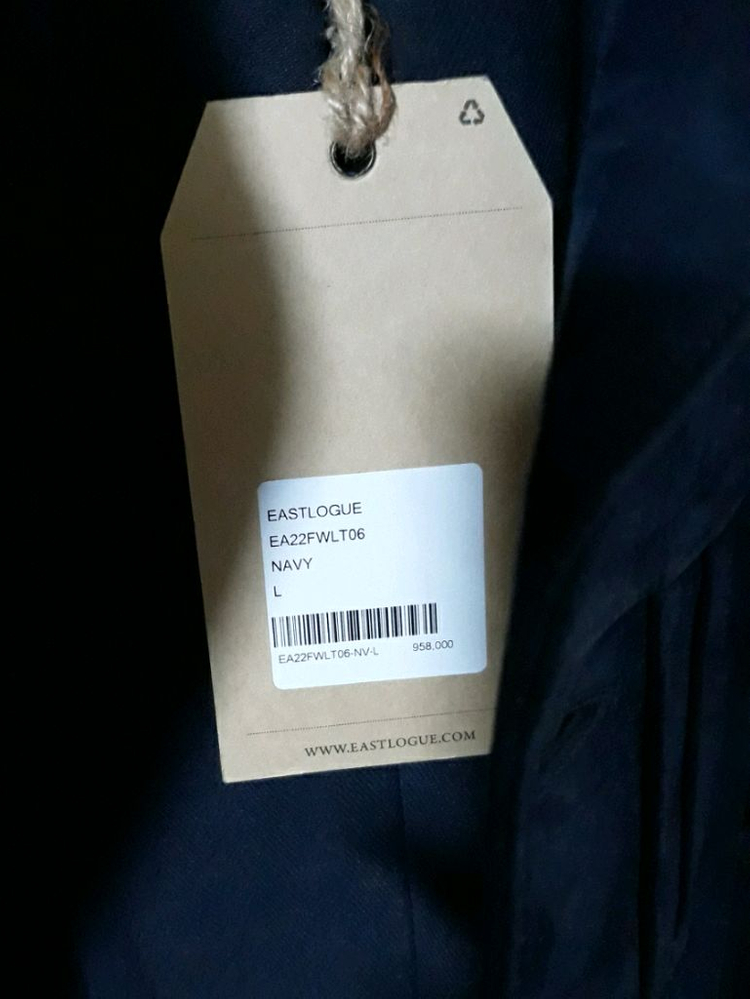 EASTLOGUE
EA22FWLT06
NAVY
L
EA22FWLT06-NV-L 958,000
WWW.EASTLOGUE.COM